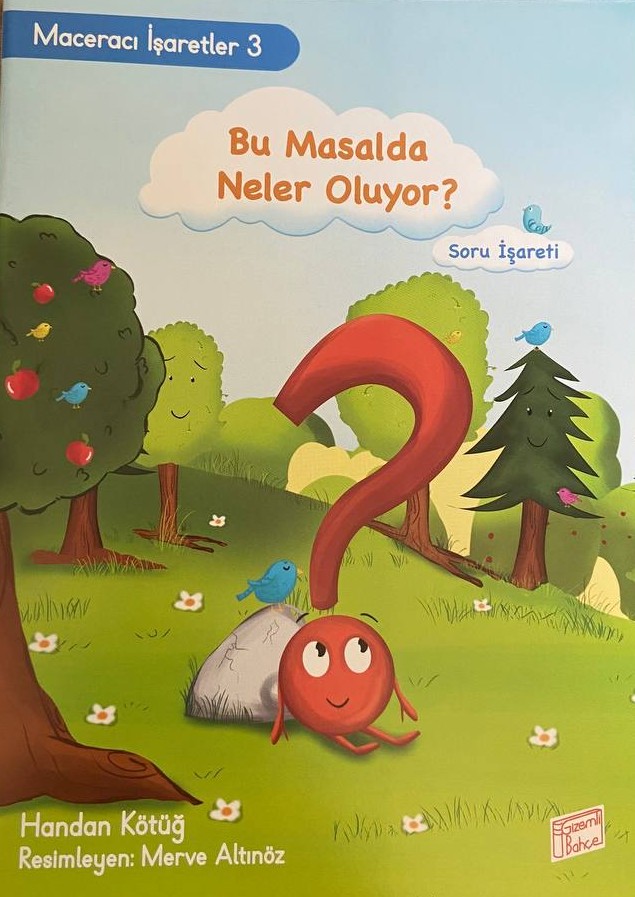 Maceracı İşaretler 3
Bu Masalda
Neler Oluyor?
Soru İşareti
?
Handan Kötüğ
Resimleyen: Merve Altınöz
Gizemli
Bahçe